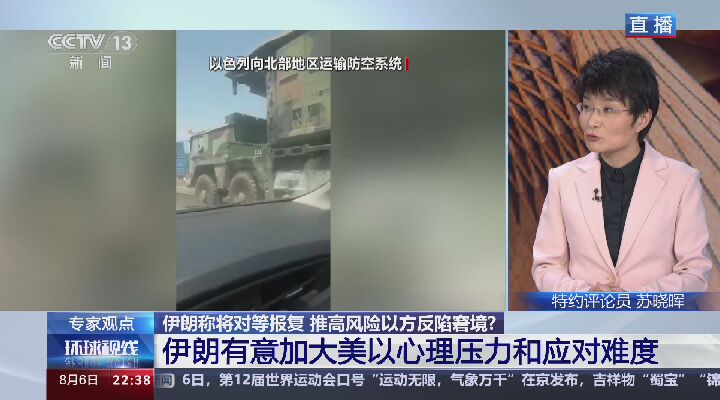 CCTV 13
新闻
直播
以色列向北部地区运输防空系统
特约评论员 苏晓晖
专家观点
伊朗称将对等报复 推高风险以方反陷窘境?
环球视线
伊朗有意加大美以心理压力和应对难度
8月6日 22:38 新闻 6日，第12届世界运动会口号“运动无限，气象万千”在京发布，吉祥物“蜀宝”“锦